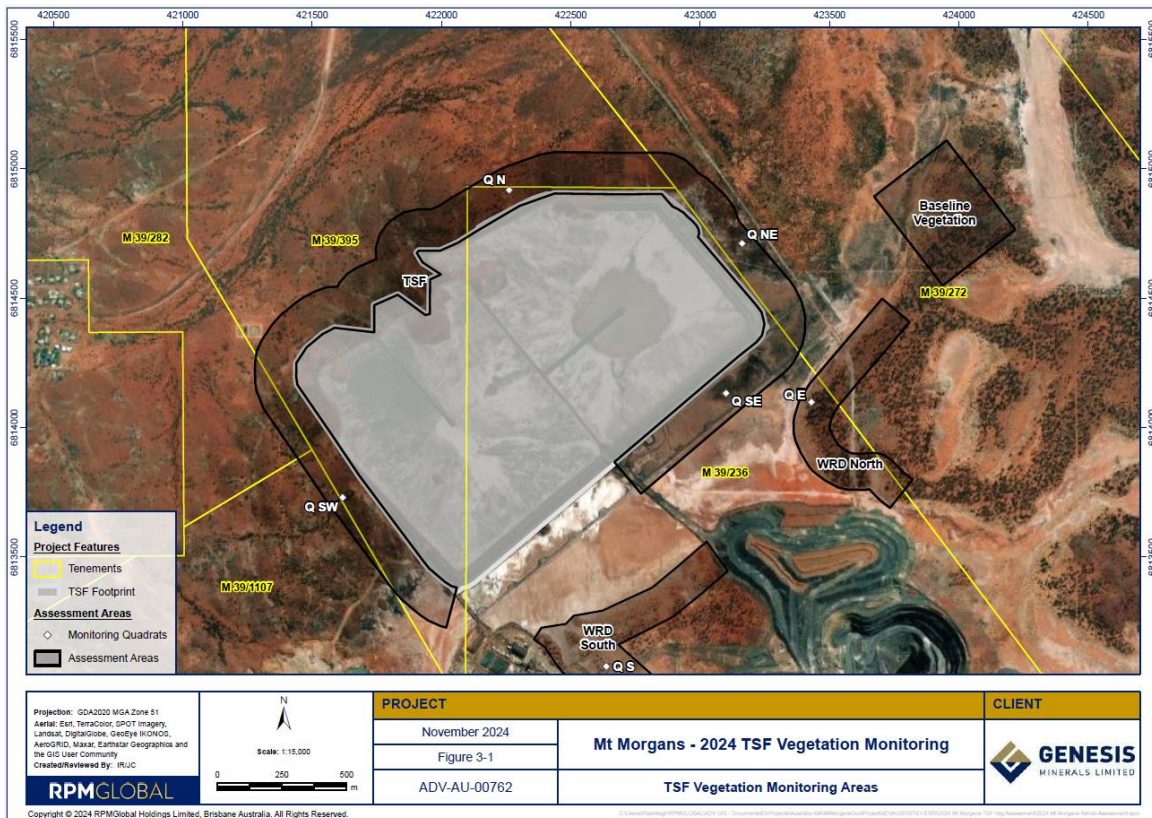 420500 421000 421500 422000 422500 423000 423500 424000 424500
6815500
6815500
6815000
6815000
6814500
6814500
6814000
6814000
6813500
6813500
Q N
Baseline
Vegetation
Q NE
M 39/282
M 39/395
TSF
M 39/272
Q SE
Q E
WRD North
M 39/236
Q SW
M 39/1107
WRD
South
Q S
Legend
Project Features
Tenements
TSF Footprint
Assessment Areas
Monitoring Quadrats
Assessment Areas
Projection: GDA2020 MGA Zone 51
Aerial: Esri, TerraColor, SPOT Imagery,
Landsat, DigitalGlobe, GeoEye IKONOS,
AeroGRID, Maxar, Earthstar Geographics and
the GIS User Community
Created/Reviewed By: IR/JC
RPMGLOBAL
N
Scale: 1:15,000
0 250 500
m
PROJECT
November 2024
Figure 3-1
ADV-AU-00762
Mt Morgans - 2024 TSF Vegetation Monitoring
TSF Vegetation Monitoring Areas
CLIENT
GENESIS
MINERALS LIMITED
Copyright © 2024 RPMGlobal Holdings Limited, Brisbane Australia. All Rights Reserved.